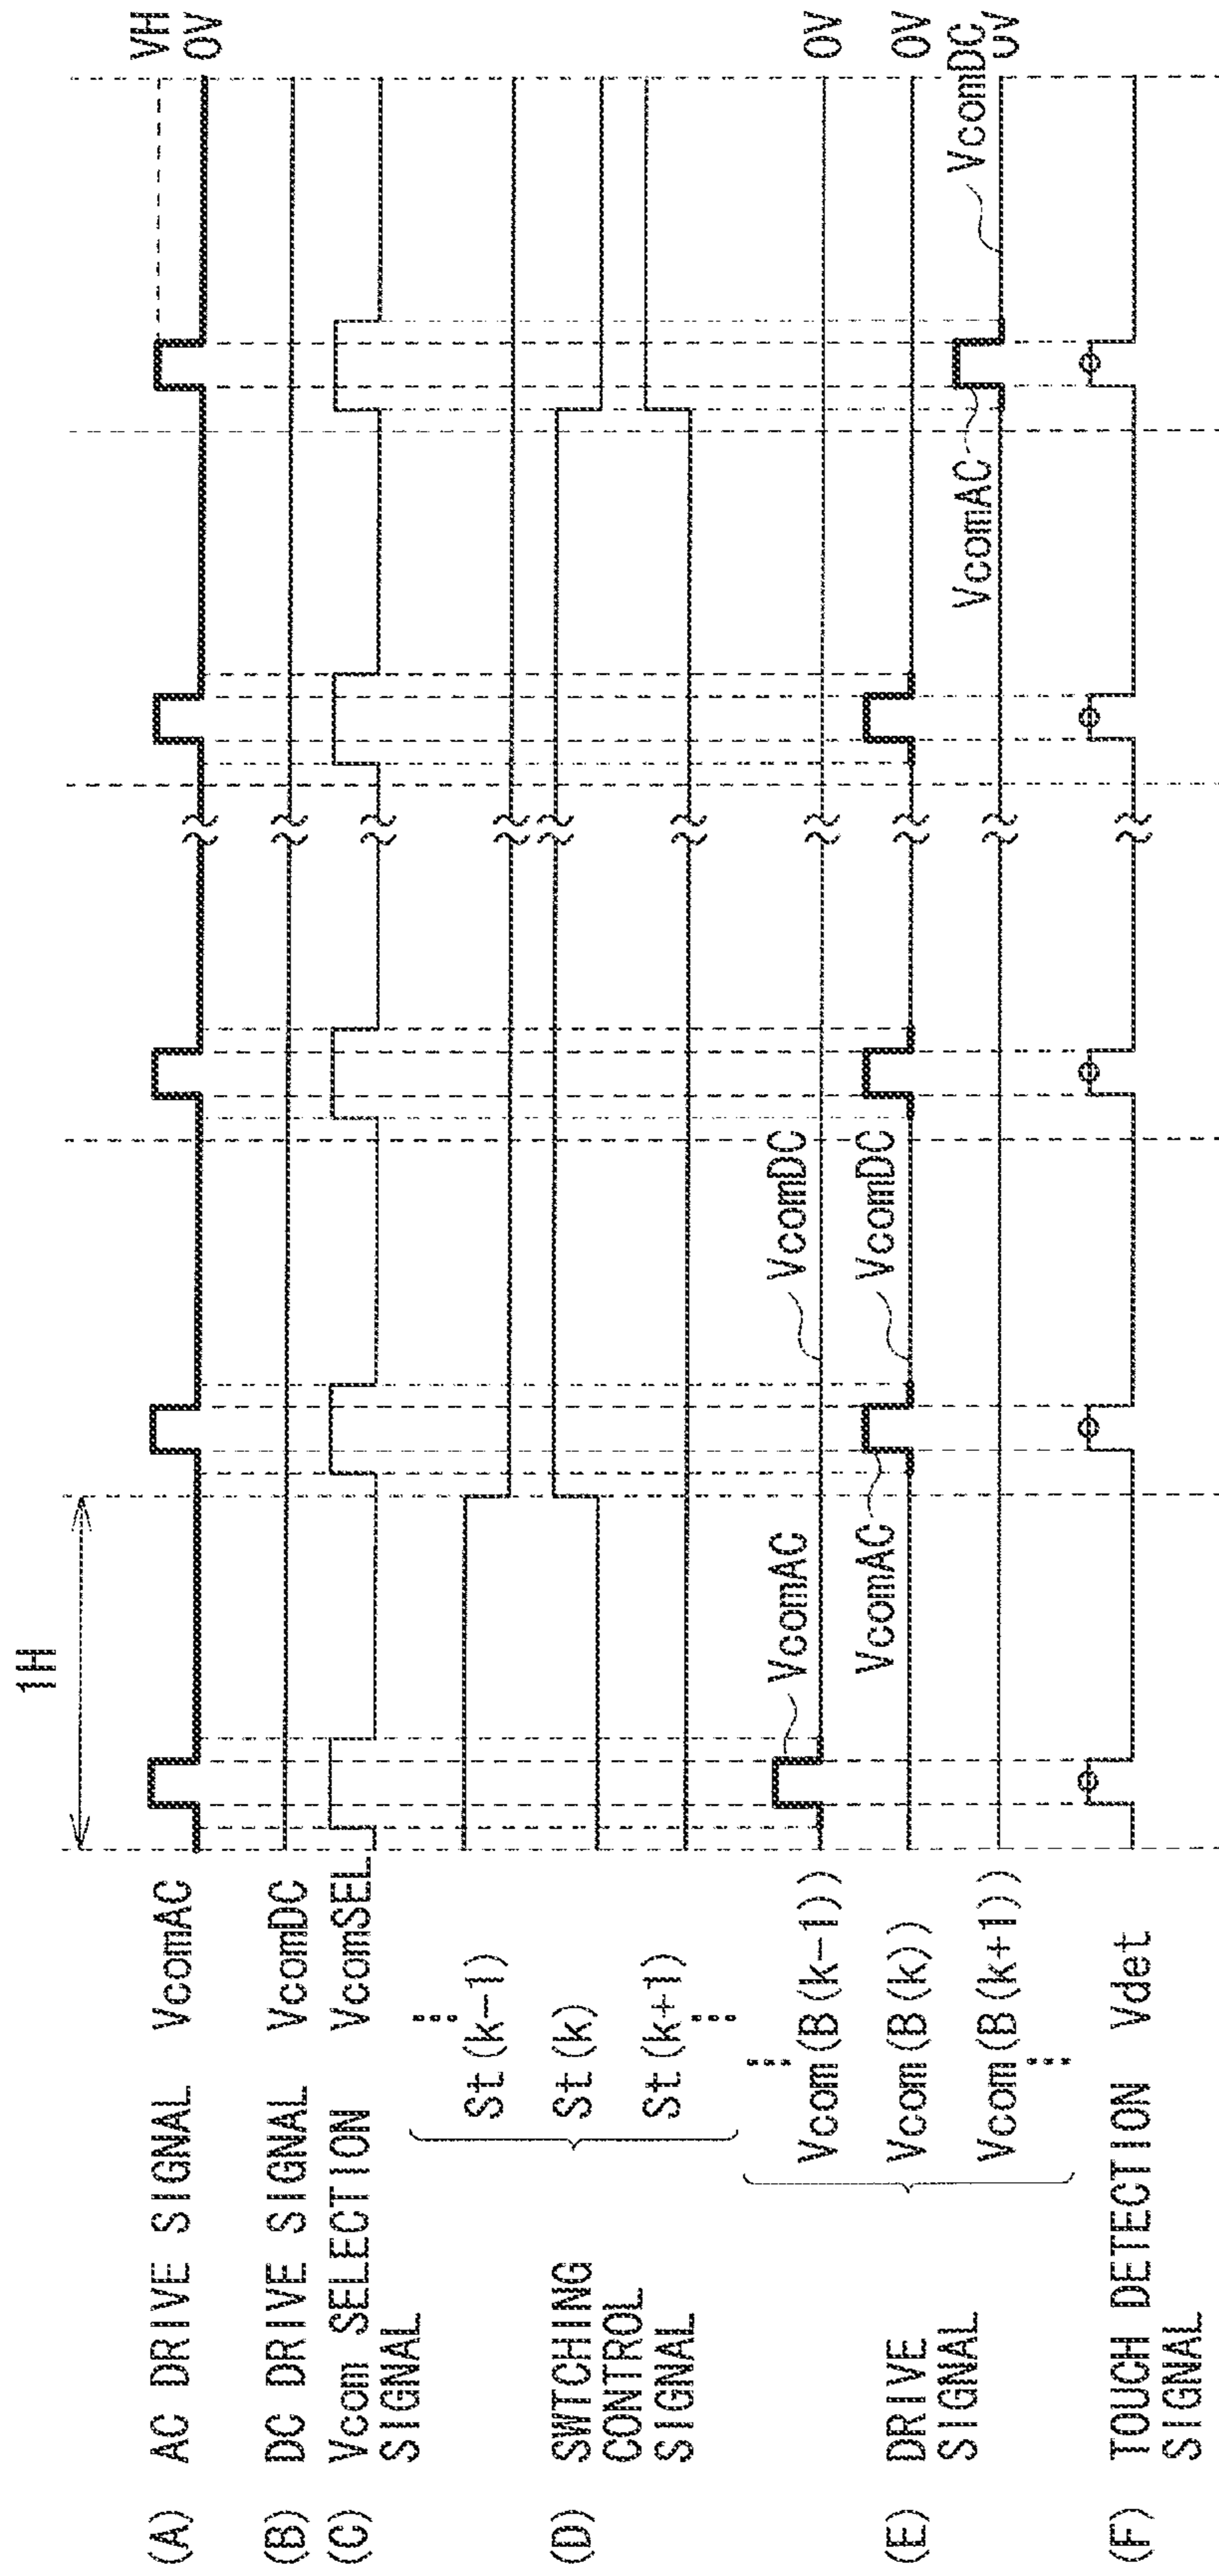 1H
(A) AC DRIVE SIGNAL VcomAC
VH
0V
(B) DC DRIVE SIGNAL VcomDC
(C) Vcom SELECTION VcomSEL
SIGNAL
(D) SWTCHING
CONTROL
SIGNAL
St(k-1)
St(k)
St(k+1)
(E) DRIVE
SIGNAL
Vcom(B(k-1))
VcomAC
VcomDC
0V
Vcom(B(k))
VcomAC
VcomDC
0V
Vcom(B(k+1))
VcomAC
VcomDC
0V
(F) TOUCH DETECTION Vdet
SIGNAL